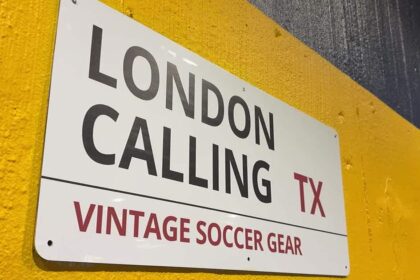 LONDON
CALLING TX
VINTAGE SOCCER GEAR